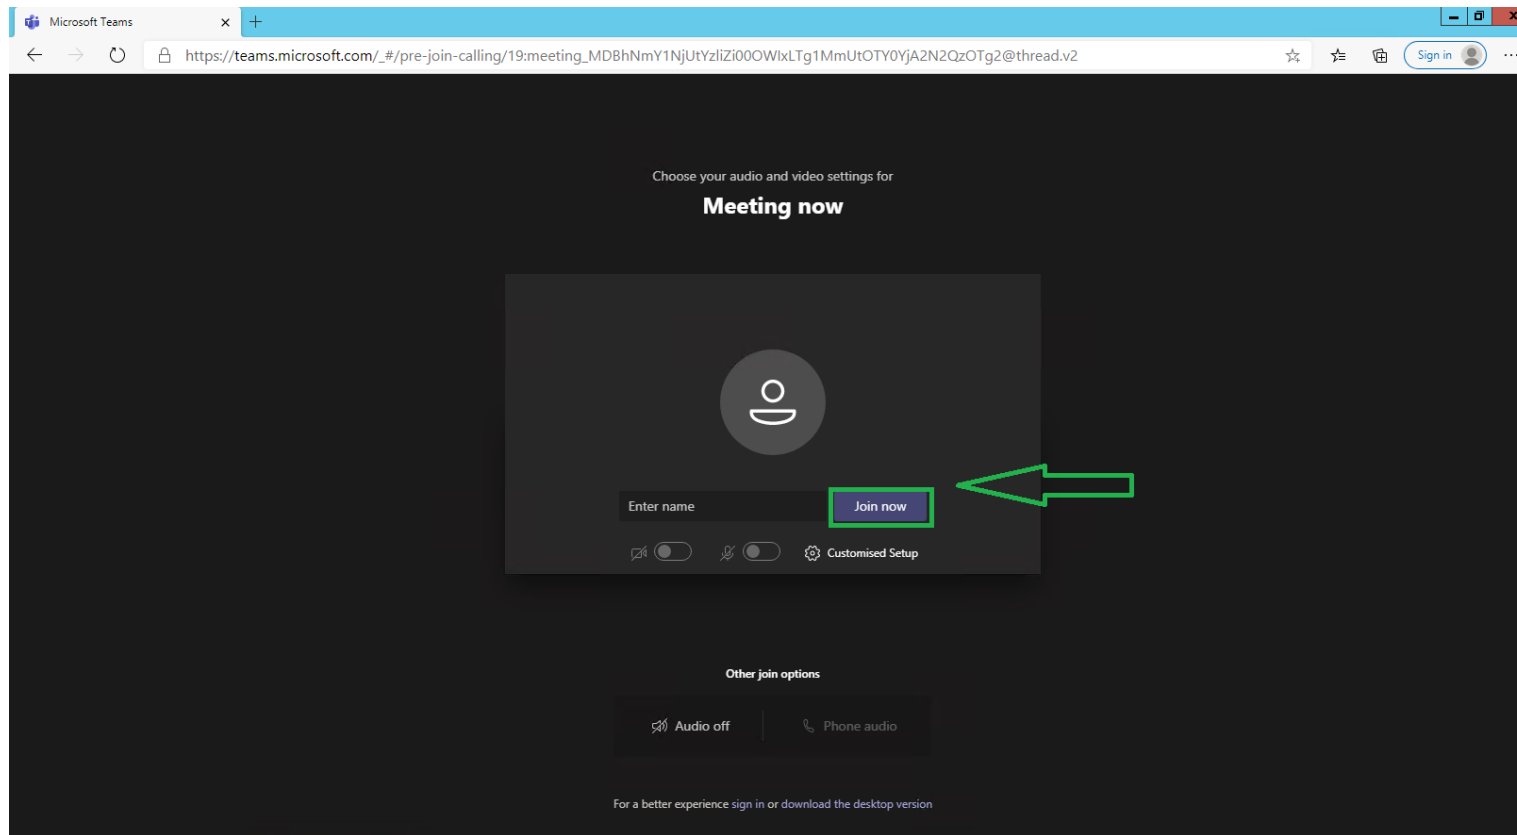 Microsoft Teams
https://teams.microsoft.com/_#/pre-join-calling/19:meeting_MDBhNmY1NjUtYzliZi00OWIxLTg1MmUtOTY0YjA2N2QzOTg2@thread.v2
Sign in
Choose your audio and video settings for
Meeting now
Enter name
Join now
Customised Setup
Other join options
Audio off
Phone audio
For a better experience sign in or download the desktop version